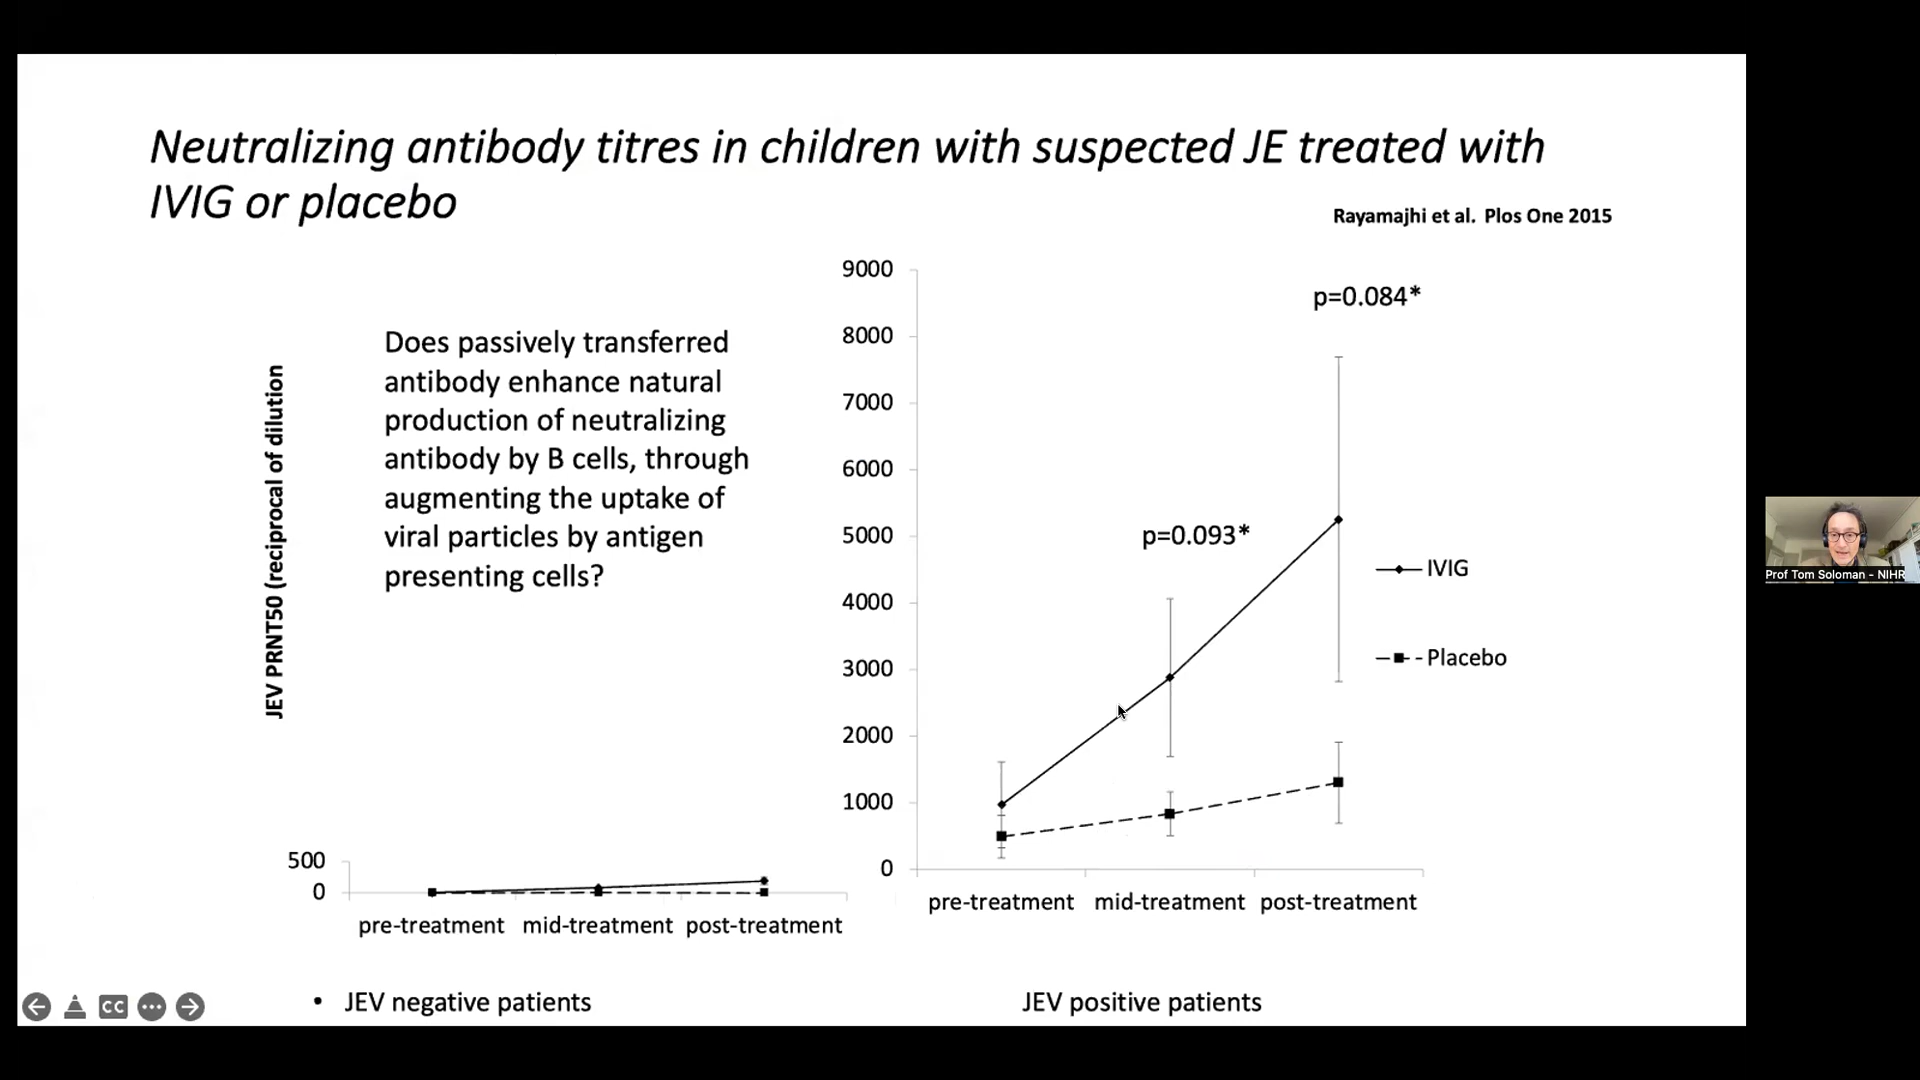 Neutralizing antibody titres in children with suspected JE treated with
IVIG or placebo
Rayamajhi et al. Plos One 2015
Does passively transferred
antibody enhance natural
production of neutralizing
antibody by B cells, through
augmenting the uptake of
viral particles by antigen
presenting cells?
JEV PRNT50 (reciprocal of dilution
500
0
pre-treatment mid-treatment post-treatment
• JEV negative patients
9000
8000
7000
6000
5000
4000
3000
2000
1000
0
p=0.084*
p=0.093*
IVIG
Placebo
pre-treatment mid-treatment post-treatment
JEV positive patients
CC
Prof Tom Soloman - NIHR